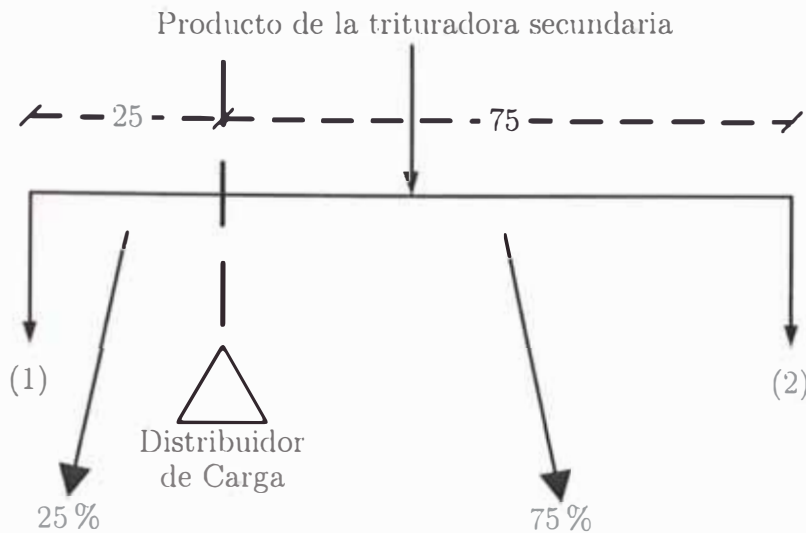 Producto de la trituradora secundaria
25
75
(1)
(2)
Distribuidor
de Carga
25 %
75 %